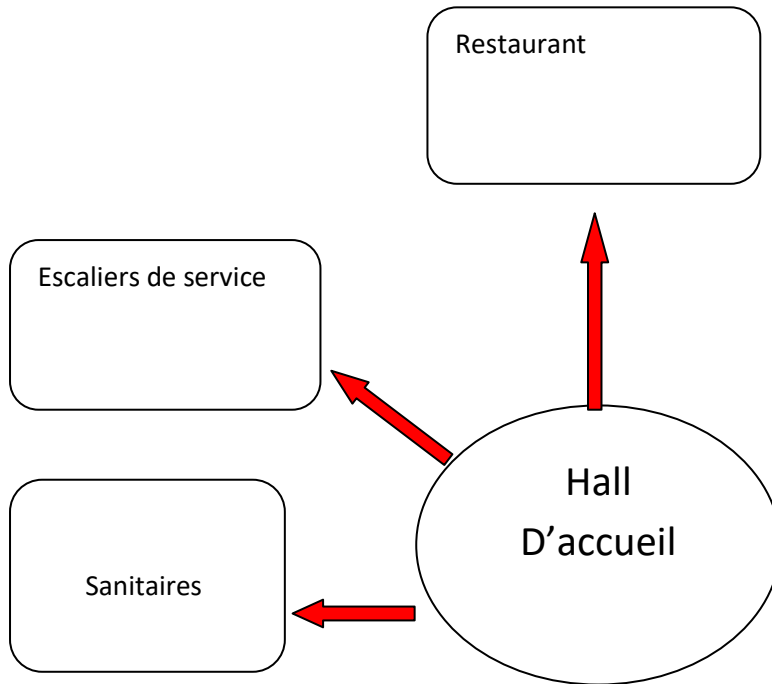 Restaurant
Escaliers de service
Hall
D’accueil
Sanitaires